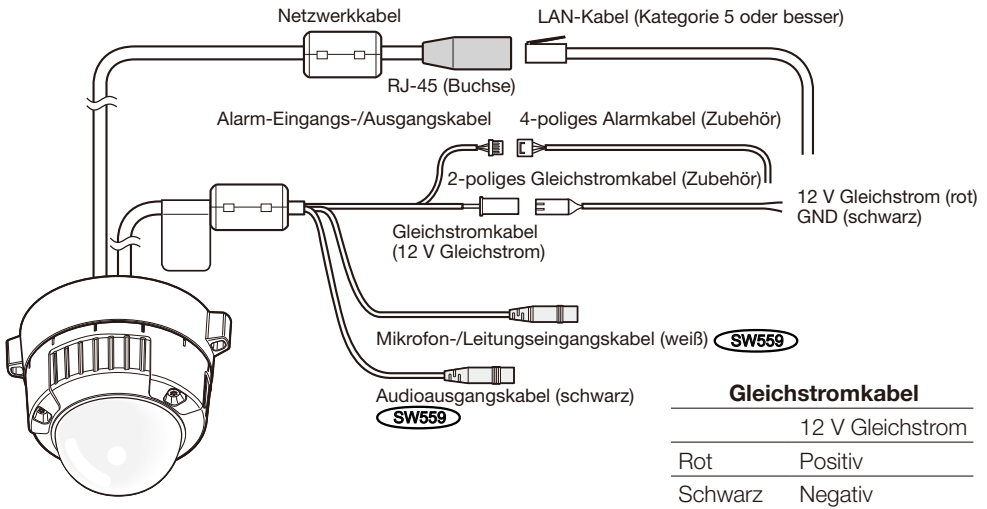 Netzwerkkabel
LAN-Kabel (Kategorie 5 oder besser)
RJ-45 (Buchse)
Alarm-Eingangs-/Ausgangskabel
4-poliges Alarmkabel (Zubehör)
2-poliges Gleichstromkabel (Zubehör)
12 V Gleichstrom (rot)
GND (schwarz)
Gleichstromkabel
(12 V Gleichstrom)
Mikrofon-/Leitungseingangskabel (weiß) SW559
Audioausgangskabel (schwarz)
SW559
Gleichstromkabel
12 V Gleichstrom
Rot Positiv
Schwarz Negativ